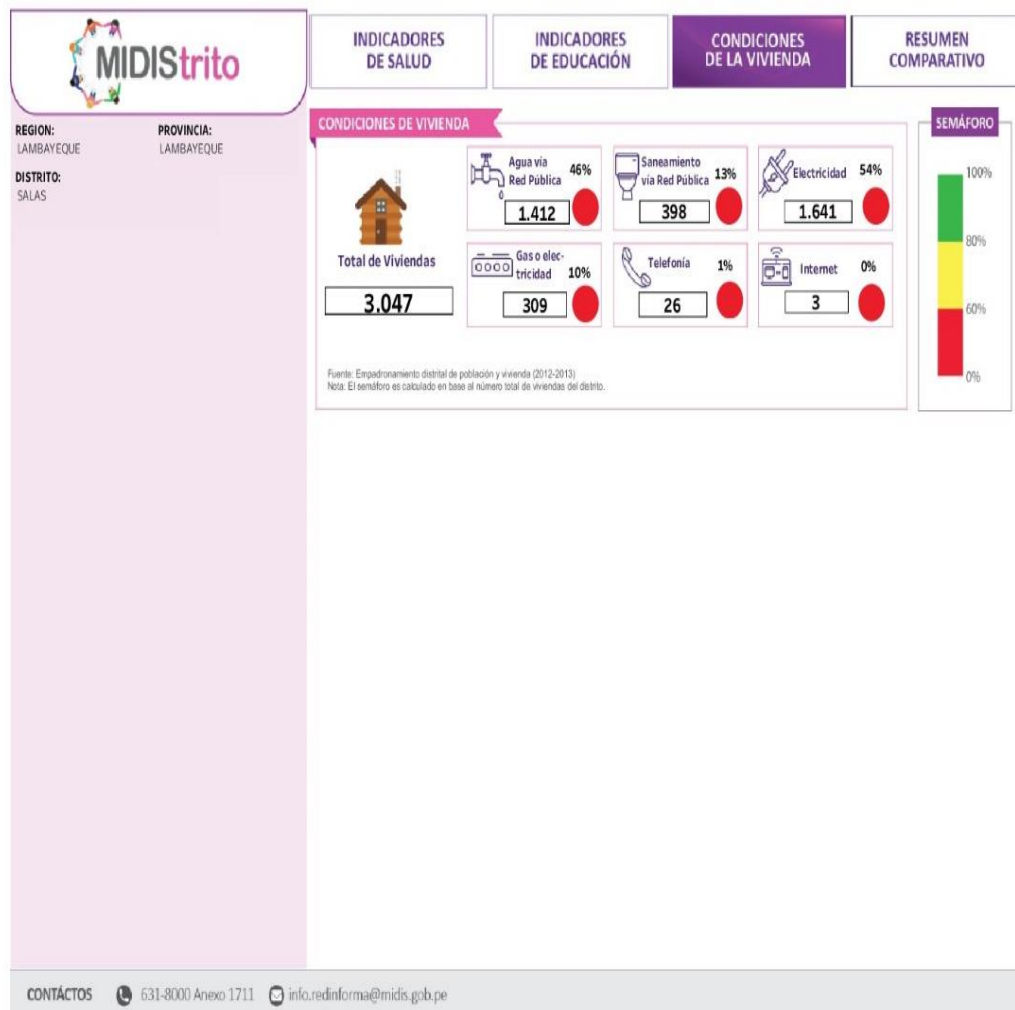 MIDIStrito
INDICADORES
DE SALUD
INDICADORES
DE EDUCACIÓN
CONDICIONES
DE LA VIVIENDA
RESUMEN
COMPARATIVO
REGION:
LAMBAYEQUE
PROVINCIA:
LAMBAYEQUE
DISTRITO:
SALAS
CONDICIONES DE VIVIENDA
Total de Viviendas
3.047
Agua vía
Red Pública
46%
1.412
Saneamiento
vía Red Pública
13%
398
Electricidad
54%
1.641
Gas o elec-
tricidad
10%
309
Telefonía
1%
26
Internet
0%
3
Fuente: Empadronamiento distrital de población y vivienda (2012-2013)
Nota: El semáforo es calculado en base al número total de viviendas del distrito.
SEMÁFORO
100%
80%
60%
0%
CONTÁCTOS 631-8000 Anexo 1711 info.redinforma@midis.gob.pe